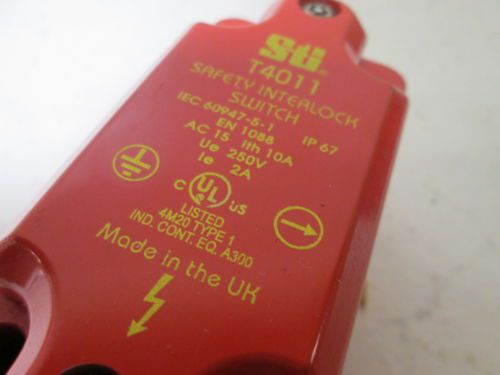 Sti®
T4011
SAFETY INTERLOCK
SWITCH
IEC 60947-5-1 IP 67
EN 1088
AC 15 Ith 10A
Ue 250V
Ie 2A
C UL US
LISTED
4M20 TYPE 1
IND. CONT. EQ. A300
Made in the UK